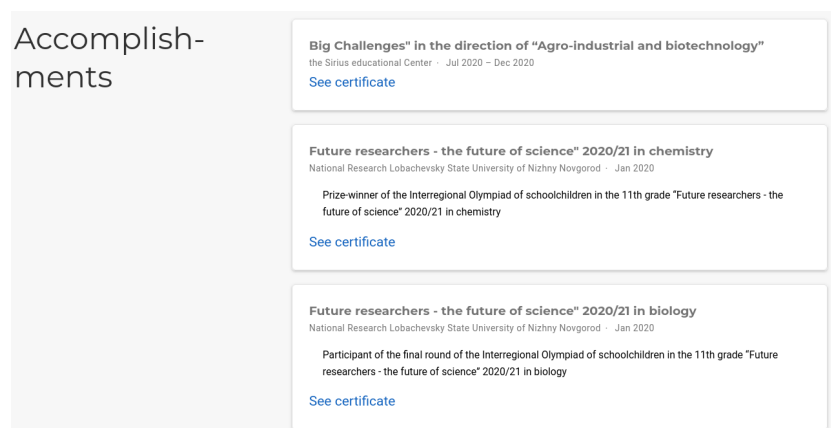 Accomplish-
ments
Big Challenges" in the direction of “Agro-industrial and biotechnology”
the Sirius educational Center · Jul 2020 – Dec 2020
See certificate
Future researchers - the future of science" 2020/21 in chemistry
National Research Lobachevsky State University of Nizhny Novgorod · Jan 2020
Prize-winner of the Interregional Olympiad of schoolchildren in the 11th grade “Future researchers - the
future of science” 2020/21 in chemistry
See certificate
Future researchers - the future of science" 2020/21 in biology
National Research Lobachevsky State University of Nizhny Novgorod · Jan 2020
Participant of the final round of the Interregional Olympiad of schoolchildren in the 11th grade “Future
researchers - the future of science” 2020/21 in biology
See certificate